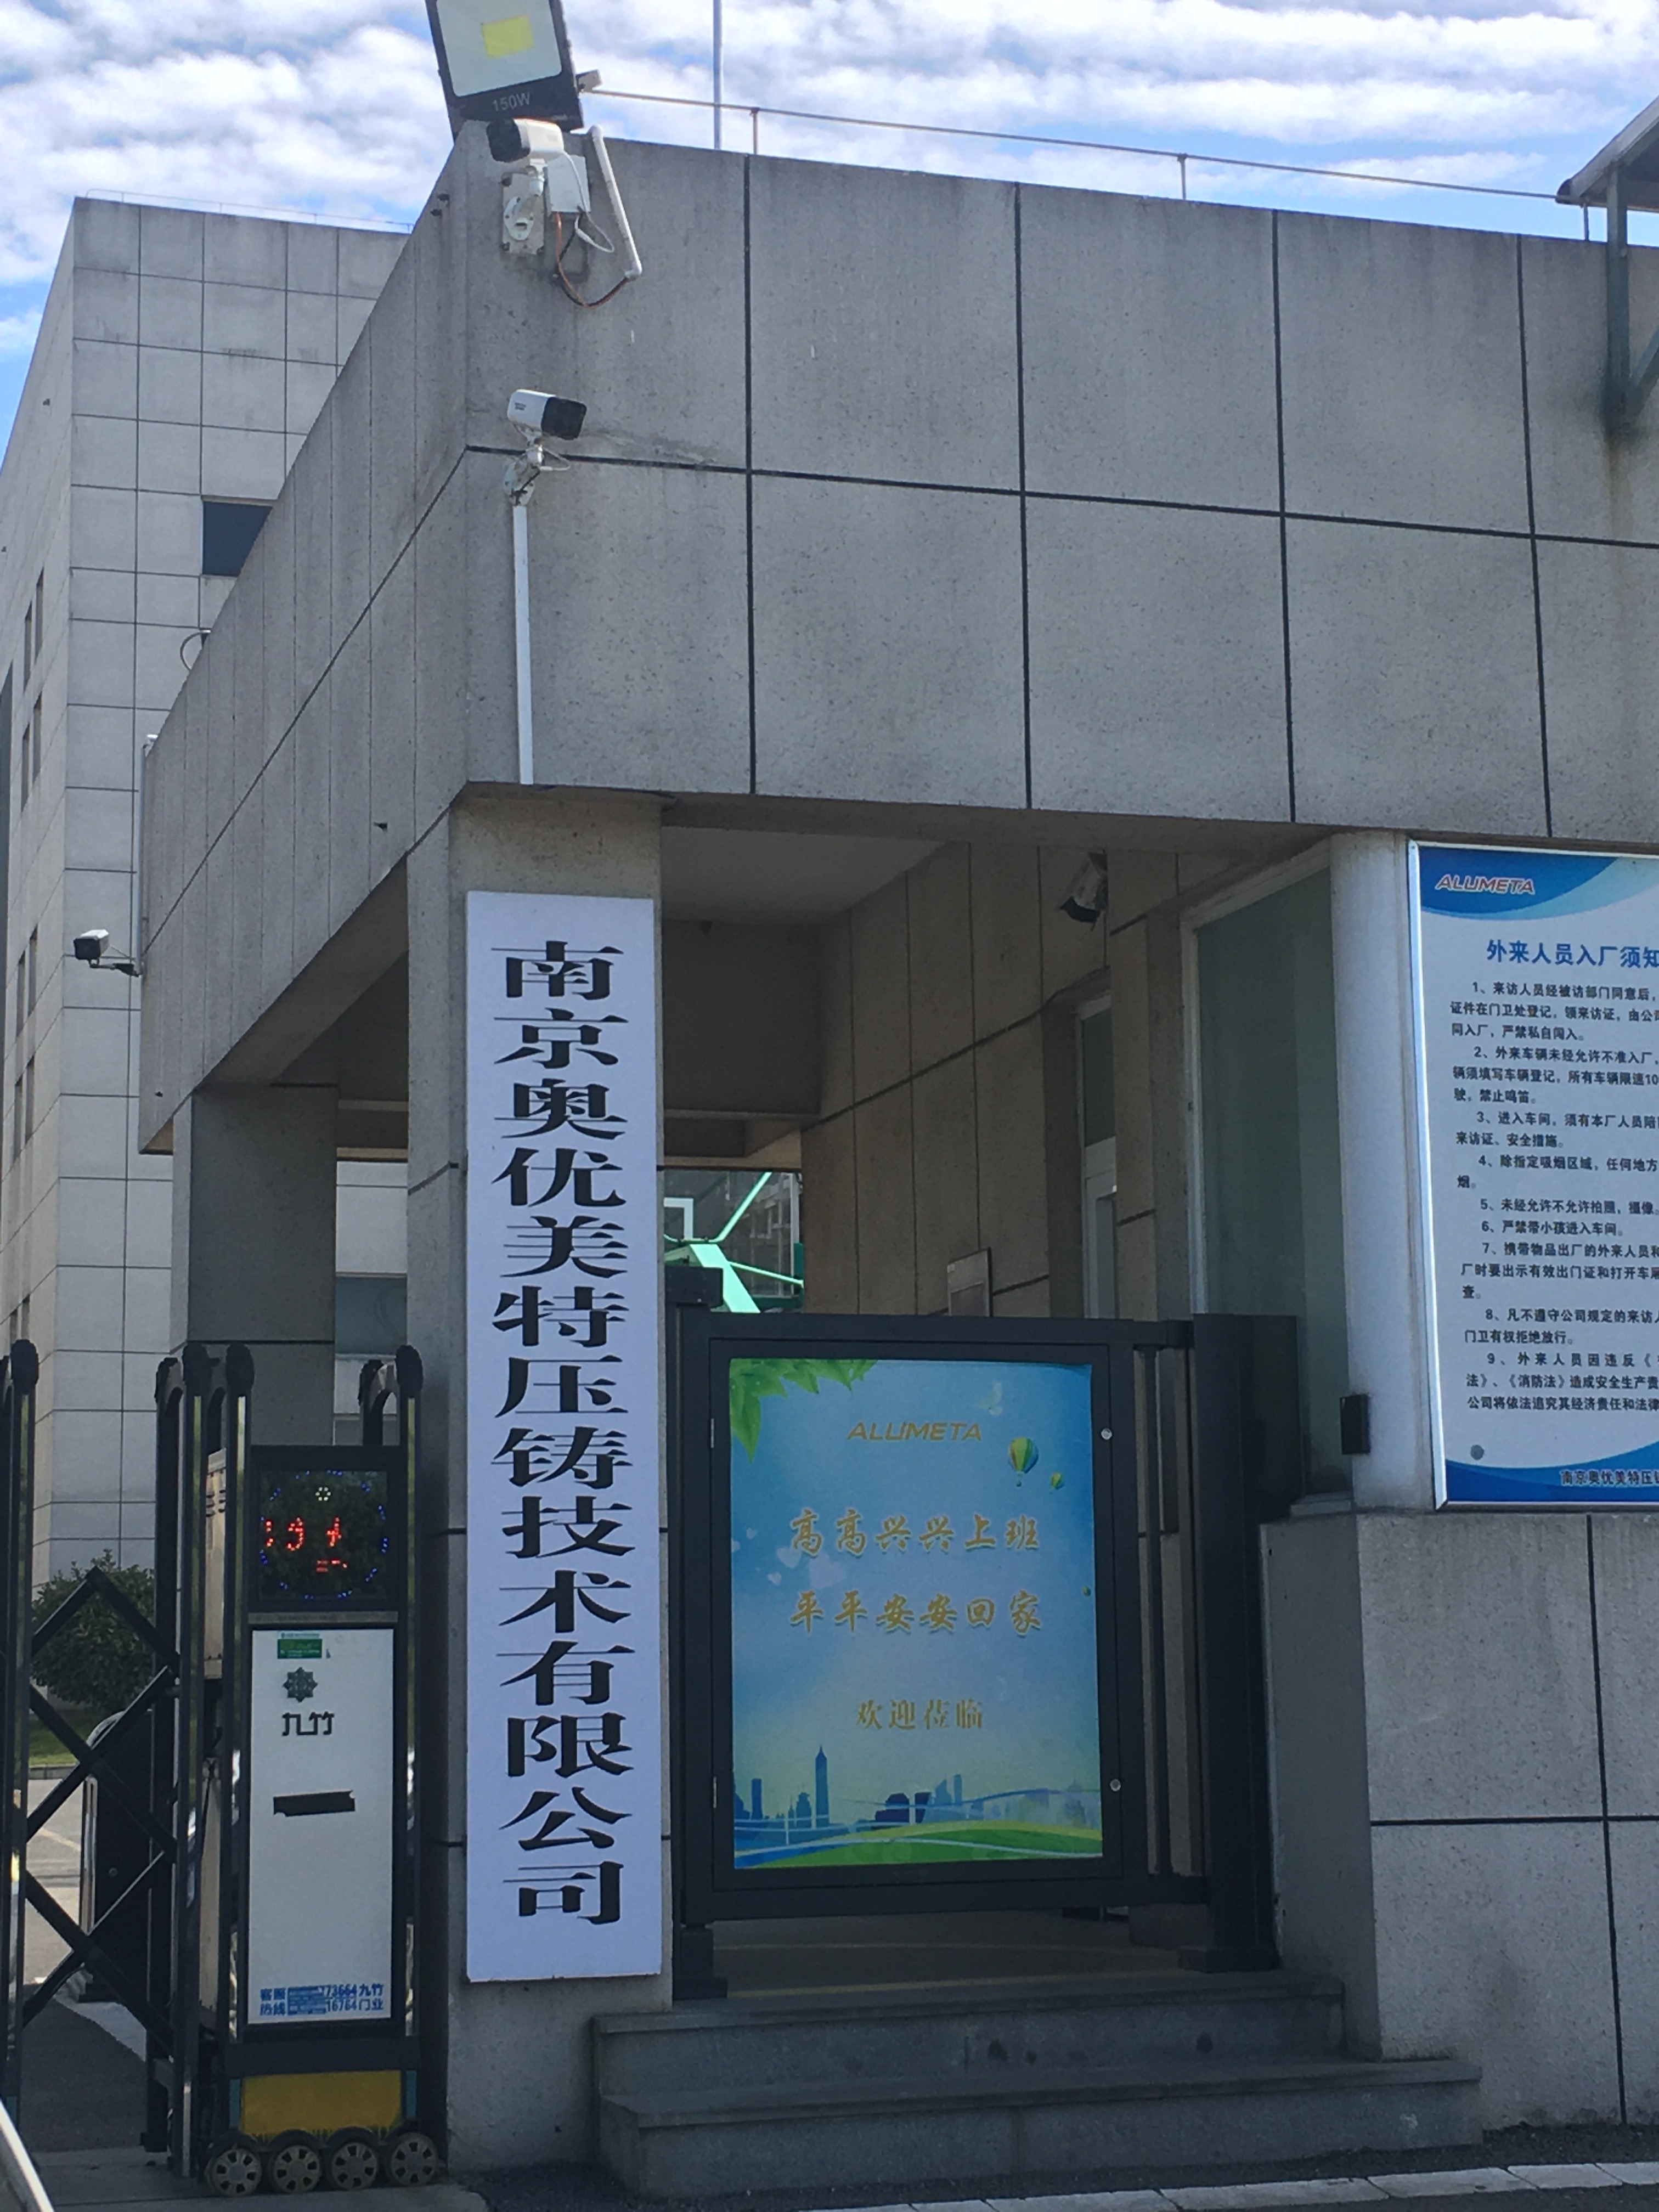 150W
南京奥优美特压铸技术有限公司
ALUMETA
高高兴兴上班
平平安安回家
欢迎莅临
ALUMETA
外来人员入厂须知
1、来访人员经被访部门同意后，
证件在门卫处登记，领来访证，由公司
同入厂，严禁私自闯入。
2、外来车辆未经允许不准入厂，
辆须填写车辆登记，所有车辆限速10
驶，禁止鸣笛。
3、进入车间，须有本厂人员陪
来访证、安全措施。
4、除指定吸烟区域，任何地方
烟。
5、未经允许不允许拍照，摄像。
6、严禁带小孩进入车间。
7、携带物品出厂的外来人员和
厂时要出示有效出门证和打开车厢
查。
8、凡不遵守公司规定的来访人
门卫有权拒绝放行。
9、外来人员因违反《
法》、《消防法》造成安全生产责
公司将依法追究其经济责任和法律
南京奥优美特压铸
九竹
客服 773664 九竹
热线 16764 门业